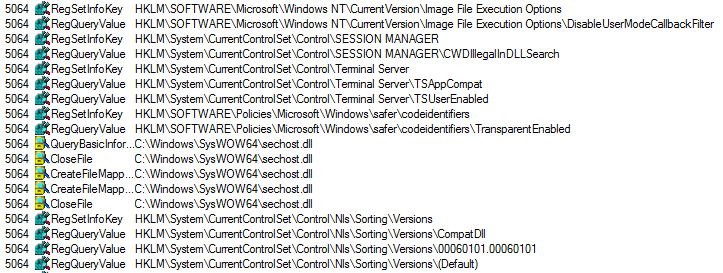 5064 RegSetInfoKey HKLM\SOFTWARE\Microsoft\Windows NT\CurrentVersion\Image File Execution Options
5064 RegQueryValue HKLM\SOFTWARE\Microsoft\Windows NT\CurrentVersion\Image File Execution Options\DisableUserModeCallbackFilter
5064 RegSetInfoKey HKLM\System\CurrentControlSet\Control\SESSION MANAGER
5064 RegQueryValue HKLM\System\CurrentControlSet\Control\SESSION MANAGER\CWDIllegalInDLLSearch
5064 RegSetInfoKey HKLM\System\CurrentControlSet\Control\Terminal Server
5064 RegQueryValue HKLM\System\CurrentControlSet\Control\Terminal Server\TSAppCompat
5064 RegQueryValue HKLM\System\CurrentControlSet\Control\Terminal Server\TSUserEnabled
5064 RegSetInfoKey HKLM\SOFTWARE\Policies\Microsoft\Windows\safer\codeidentifiers
5064 RegQueryValue HKLM\SOFTWARE\Policies\Microsoft\Windows\safer\codeidentifiers\TransparentEnabled
5064 QueryBasicInfor... C:\Windows\SysWOW64\sechost.dll
5064 CloseFile C:\Windows\SysWOW64\sechost.dll
5064 CreateFileMapp... C:\Windows\SysWOW64\sechost.dll
5064 CreateFileMapp... C:\Windows\SysWOW64\sechost.dll
5064 CloseFile C:\Windows\SysWOW64\sechost.dll
5064 RegSetInfoKey HKLM\System\CurrentControlSet\Control\Nls\Sorting\Versions
5064 RegQueryValue HKLM\System\CurrentControlSet\Control\Nls\Sorting\Versions\CompatDll
5064 RegQueryValue HKLM\System\CurrentControlSet\Control\Nls\Sorting\Versions\00060101.00060101
5064 RegQueryValue HKLM\System\CurrentControlSet\Control\Nls\Sorting\Versions\(Default)